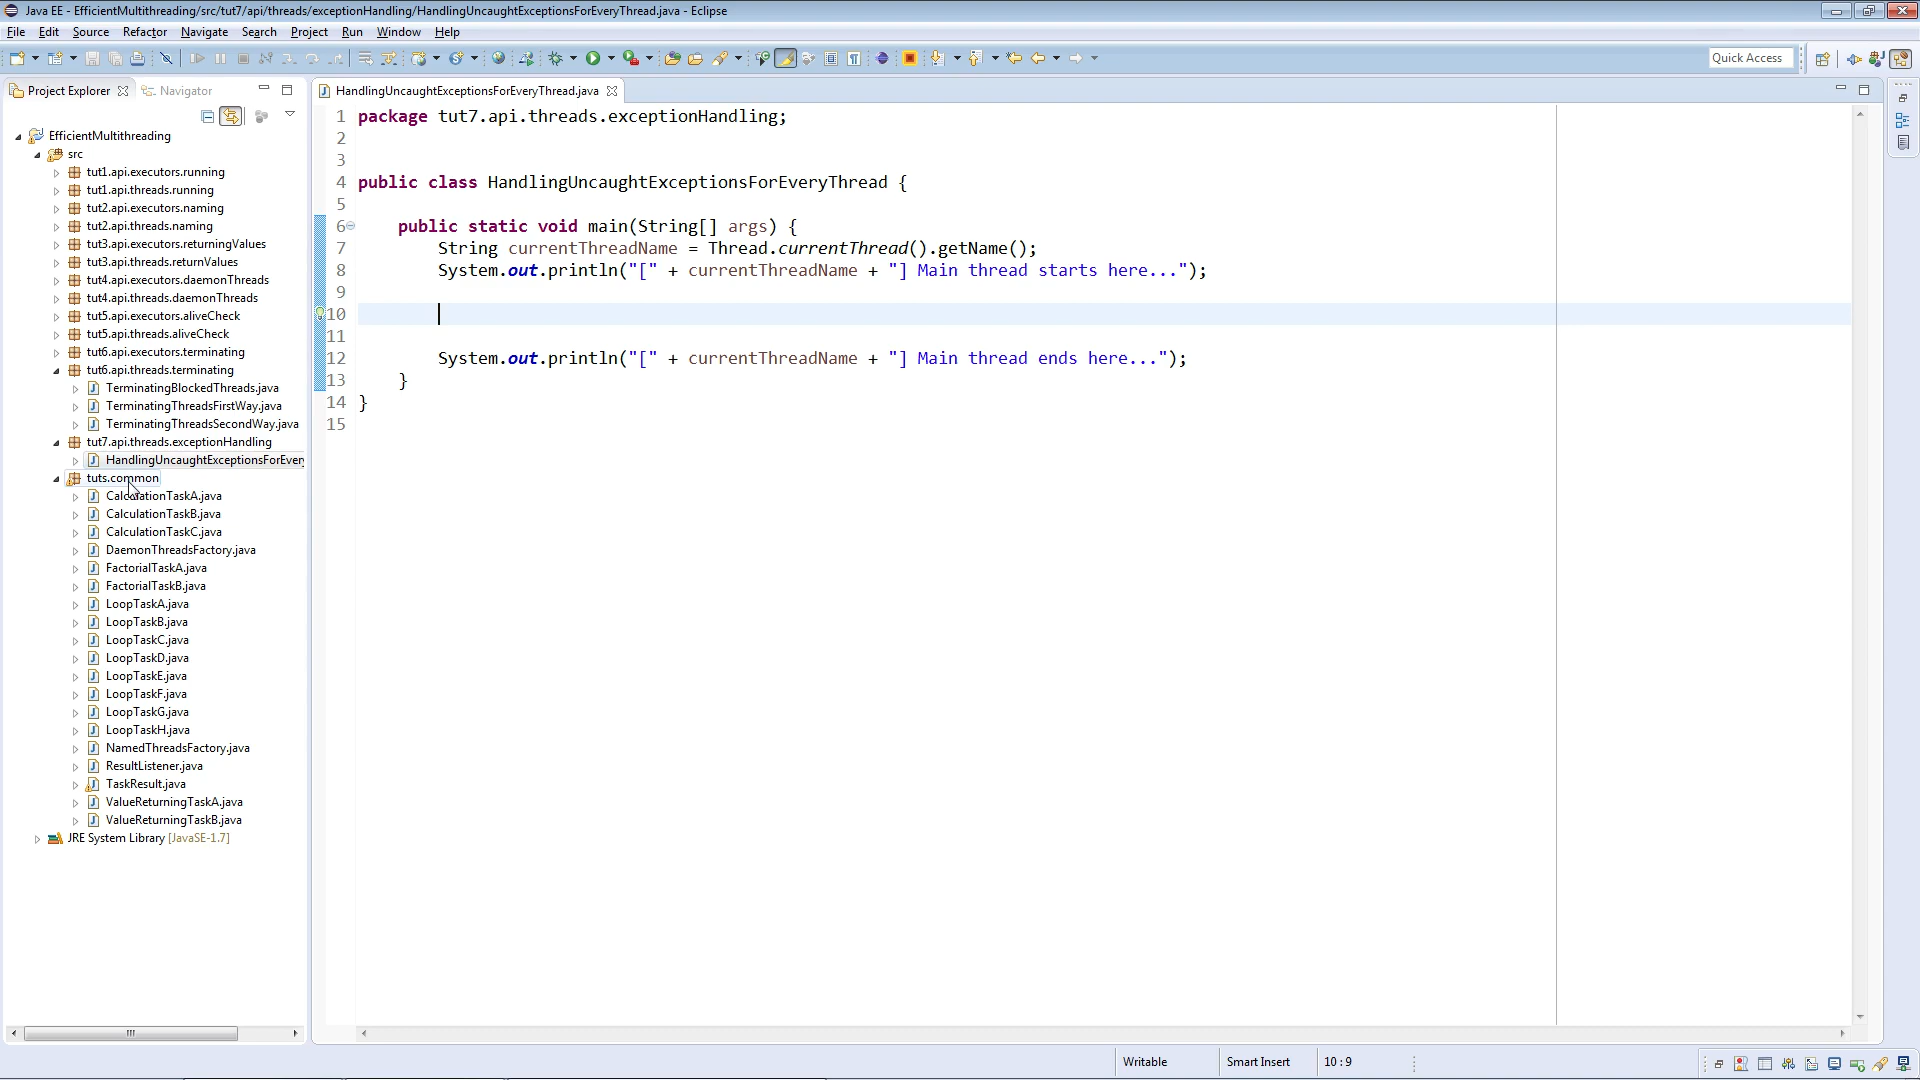 Java EE - EfficientMultithreading/src/tut7/api/threads/exceptionHandling/HandlingUncaughtExceptionsForEveryThread.java - Eclipse
File Edit Source Refactor Navigate Search Project Run Window Help
Quick Access
Project Explorer Navigator
HandlingUncaughtExceptionsForEveryThread.java
EfficientMultithreading
src
tut1.api.executors.running
tut1.api.threads.running
tut2.api.executors.naming
tut2.api.threads.naming
tut3.api.executors.returningValues
tut3.api.threads.returnValues
tut4.api.executors.daemonThreads
tut4.api.threads.daemonThreads
tut5.api.executors.aliveCheck
tut5.api.threads.aliveCheck
tut6.api.executors.terminating
tut6.api.threads.terminating
TerminatingBlockedThreads.java
TerminatingThreadsFirstWay.java
TerminatingThreadsSecondWay.java
tut7.api.threads.exceptionHandling
HandlingUncaughtExceptionsForEver
tuts.common
CalculationTaskA.java
CalculationTaskB.java
CalculationTaskC.java
DaemonThreadsFactory.java
FactorialTaskA.java
FactorialTaskB.java
LoopTaskA.java
LoopTaskB.java
LoopTaskC.java
LoopTaskD.java
LoopTaskE.java
LoopTaskF.java
LoopTaskG.java
LoopTaskH.java
NamedThreadsFactory.java
ResultListener.java
TaskResult.java
ValueReturningTaskA.java
ValueReturningTaskB.java
JRE System Library [JavaSE-1.7]
1 package tut7.api.threads.exceptionHandling;
2
3
4 public class HandlingUncaughtExceptionsForEveryThread {
5
6 public static void main(String[] args) {
7 String currentThreadName = Thread.currentThread().getName();
8 System.out.println("[" + currentThreadName + "] Main thread starts here...");
9
10
11
12 System.out.println("[" + currentThreadName + "] Main thread ends here...");
13 }
14 }
15
Writable Smart Insert 10 : 9